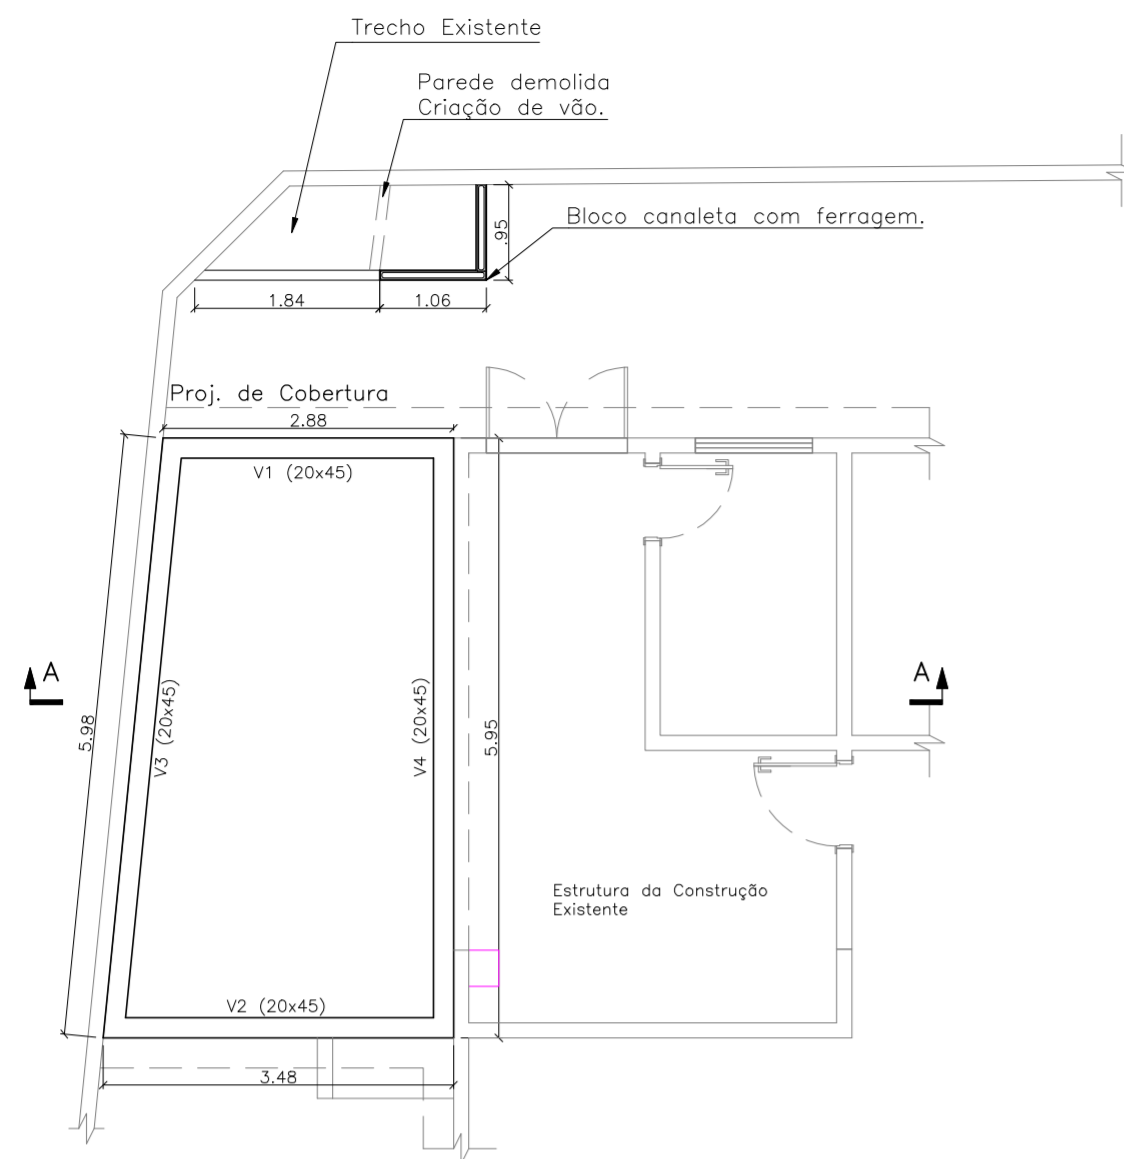 Trecho Existente
Parede demolida
Criação de vão.
Bloco canaleta com ferragem.
.95
1.84
1.06
Proj. de Cobertura
2.88
V1 (20x45)
A
A
5.98
V3 (20x45)
V4 (20x45)
5.95
Estrutura da Construção
Existente
V2 (20x45)
3.48